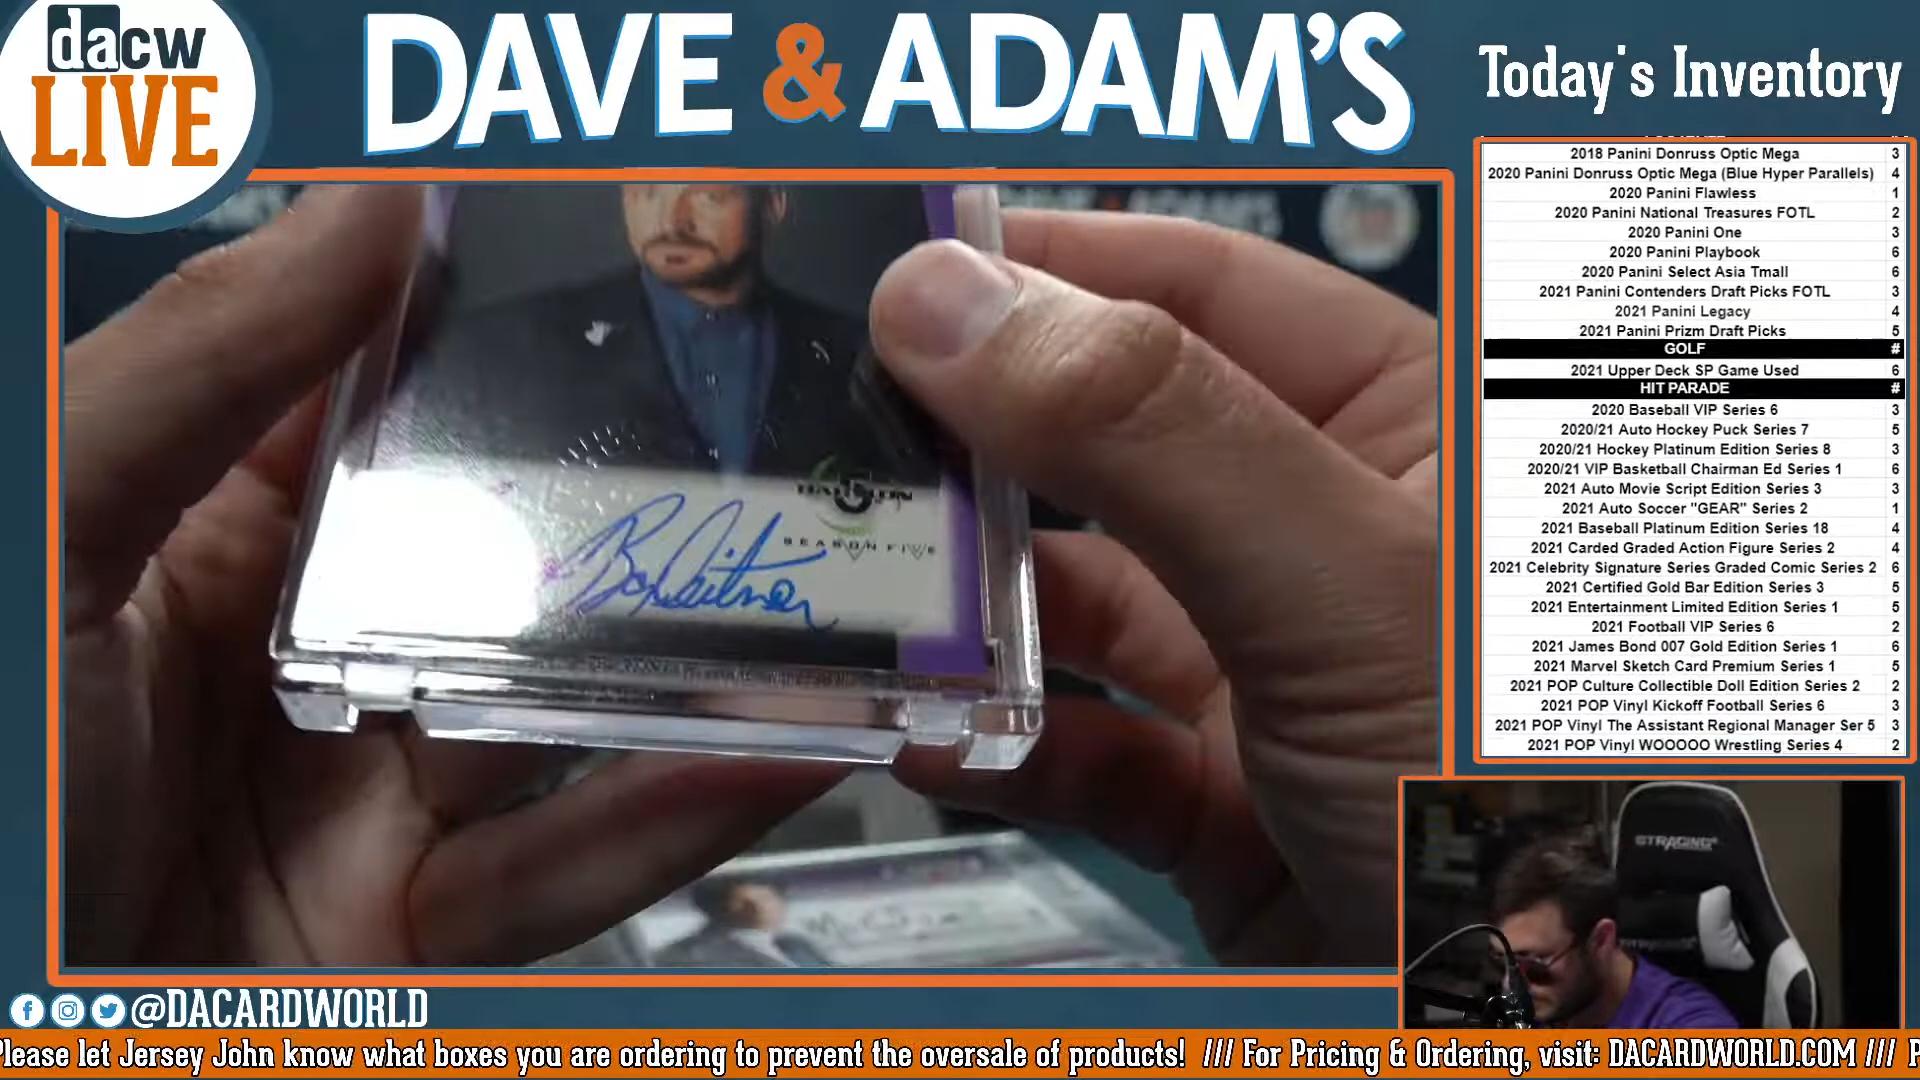 dacw
LIVE
DAVE & ADAM'S
Today's Inventory
2018 Panini Donruss Optic Mega 3
2020 Panini Donruss Optic Mega (Blue Hyper Parallels) 4
2020 Panini Flawless 1
2020 Panini National Treasures FOTL 2
2020 Panini One 3
2020 Panini Playbook 6
2020 Panini Select Asia Tmall 6
2021 Panini Contenders Draft Picks FOTL 3
2021 Panini Legacy 4
2021 Panini Prizm Draft Picks 5
GOLF #
2021 Upper Deck SP Game Used 6
HIT PARADE #
2020 Baseball VIP Series 6 3
2020/21 Auto Hockey Puck Series 7 5
2020/21 Hockey Platinum Edition Series 8 3
2020/21 VIP Basketball Chairman Ed Series 1 6
2021 Auto Movie Script Edition Series 3 3
2021 Auto Soccer "GEAR" Series 2 1
2021 Baseball Platinum Edition Series 18 4
2021 Carded Graded Action Figure Series 2 4
2021 Celebrity Signature Series Graded Comic Series 2 6
2021 Certified Gold Bar Edition Series 3 5
2021 Entertainment Limited Edition Series 1 5
2021 Football VIP Series 6 2
2021 James Bond 007 Gold Edition Series 1 6
2021 Marvel Sketch Card Premium Series 1 5
2021 POP Culture Collectible Doll Edition Series 2 2
2021 POP Vinyl Kickoff Football Series 6 3
2021 POP Vinyl The Assistant Regional Manager Ser 5 3
2021 POP Vinyl WOOOOO Wrestling Series 4 2
BABYLON 5
SEASON FIVE
GTRACING
@DACARDWORLD
Please let Jersey John know what boxes you are ordering to prevent the oversale of products! /// For Pricing & Ordering, visit: DACARDWORLD.COM /// P